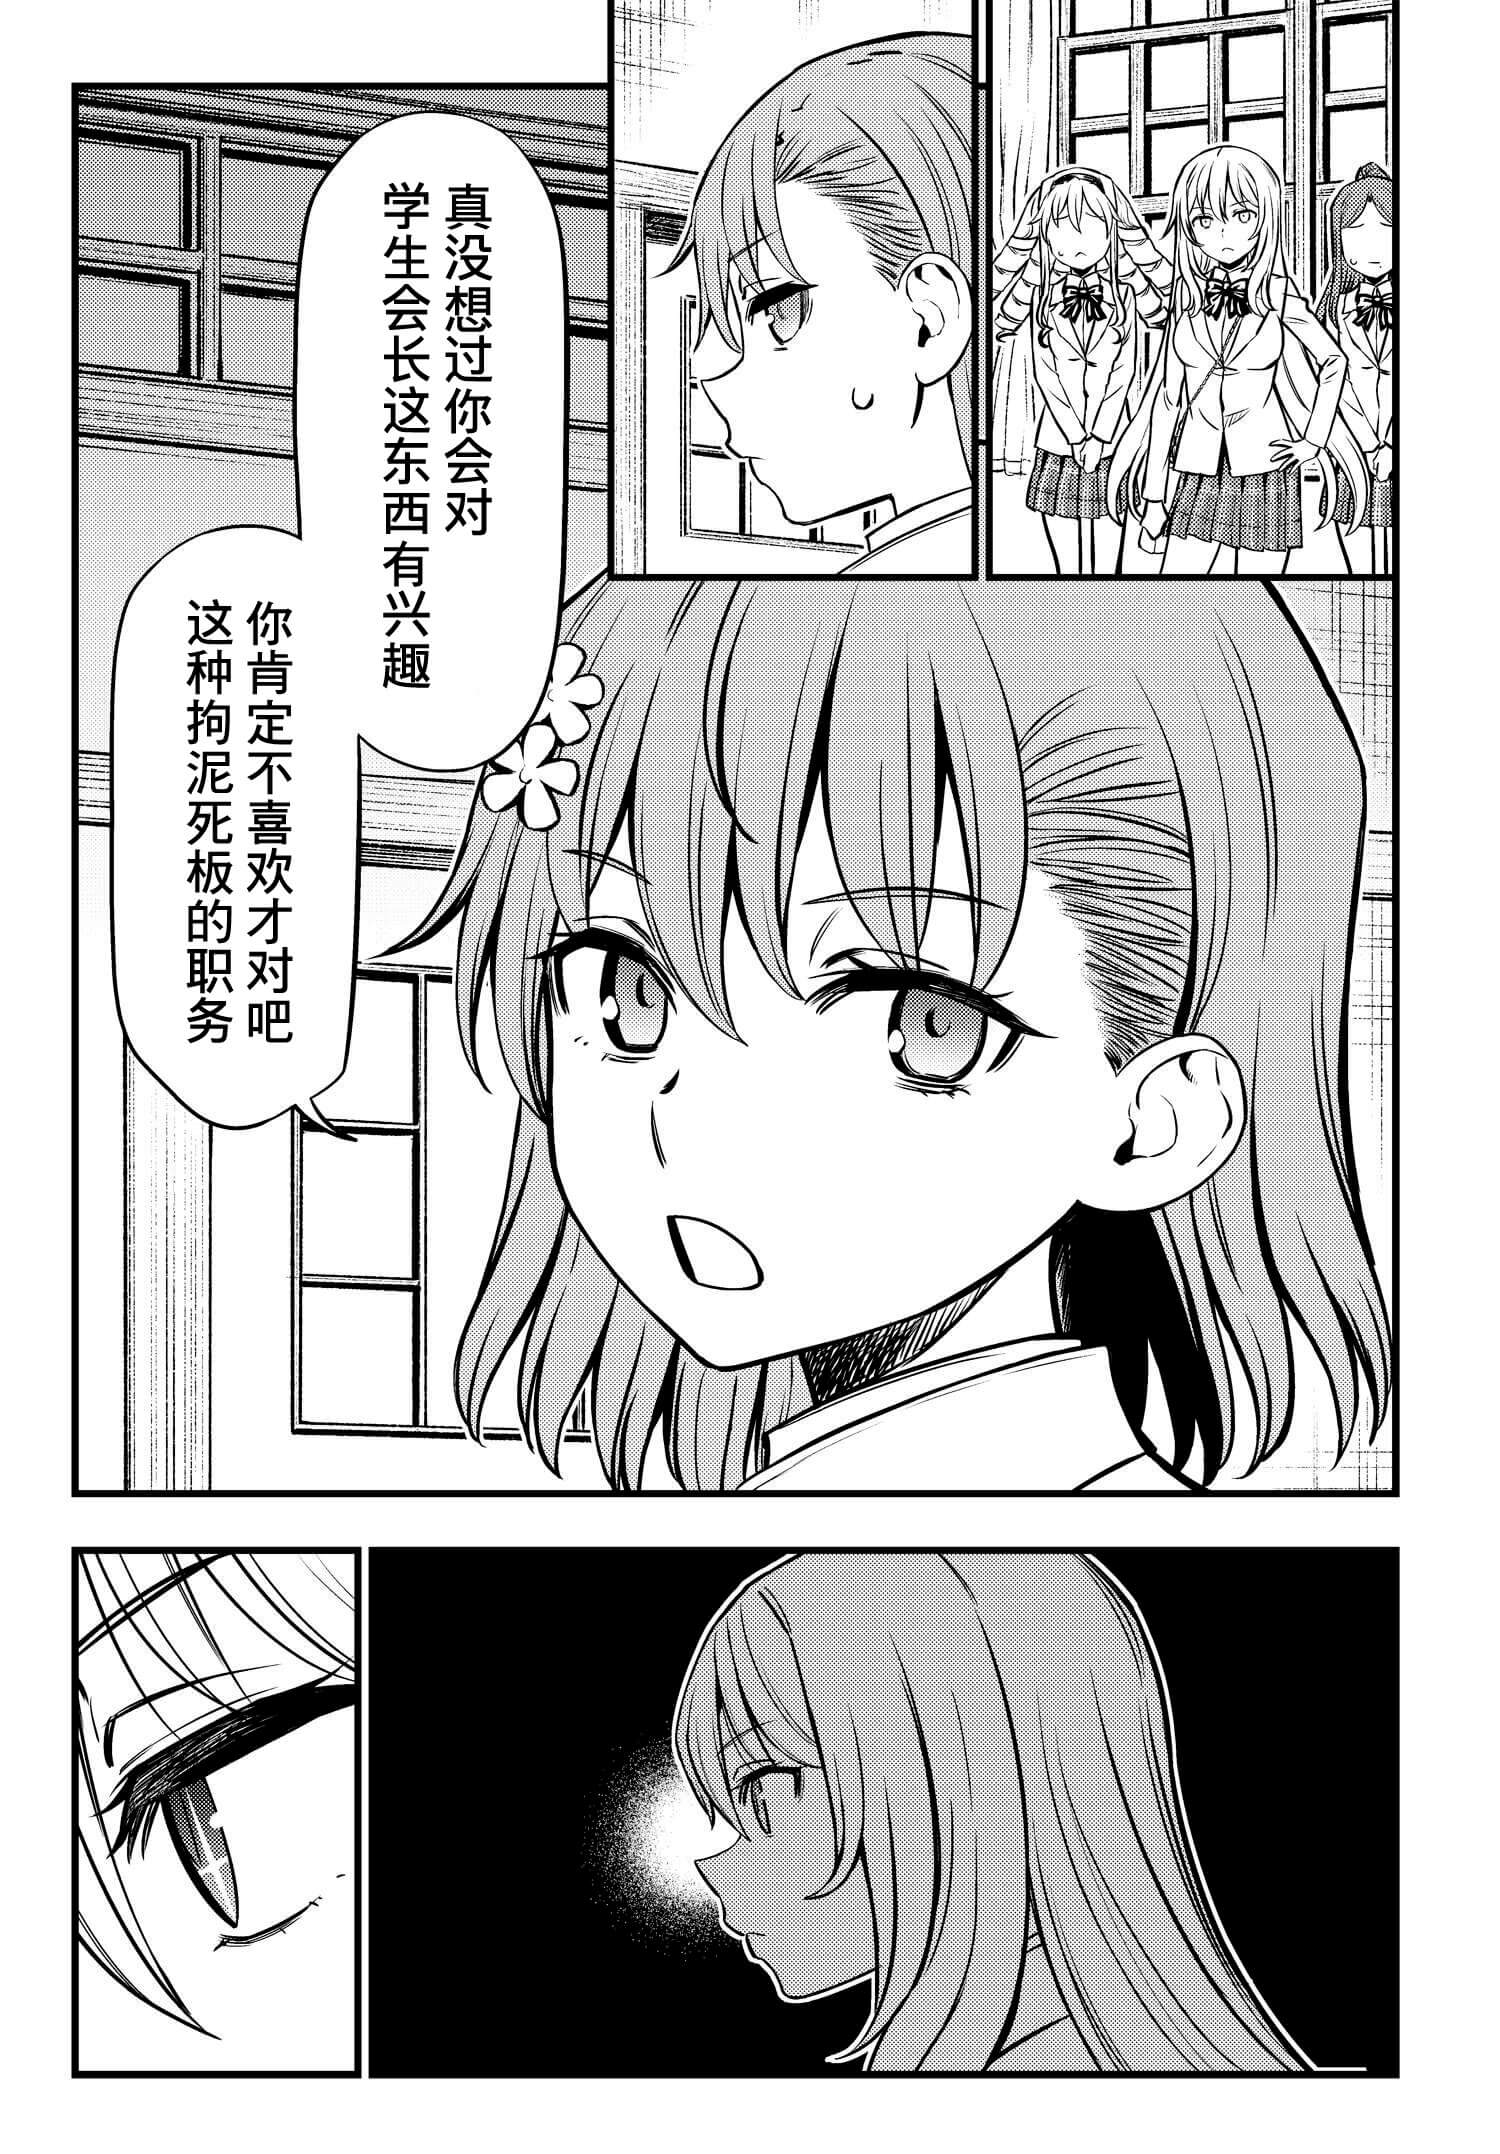 真没想过你会对
学生会长这东西有兴趣
你肯定不喜欢才对吧
这种拘泥死板的职务